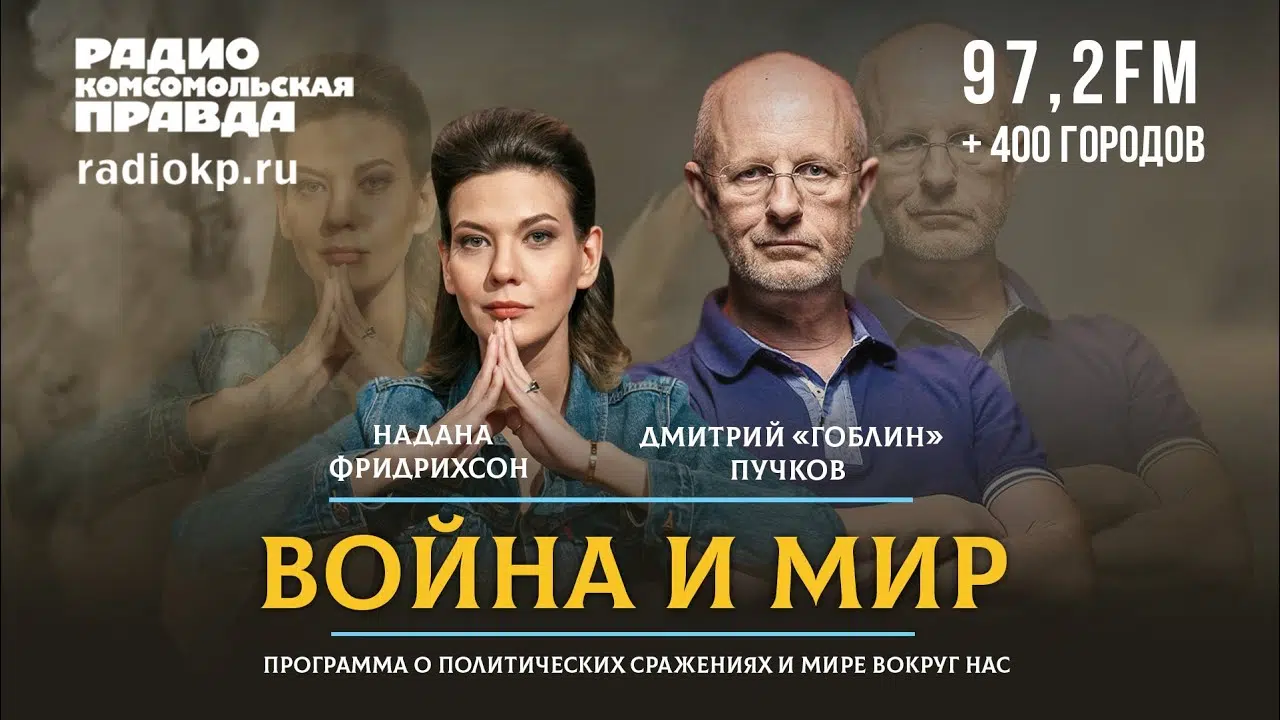 РАДИО
КОМСОМОЛЬСКАЯ
ПРАВДА
radiokp.ru
97,2FM
+ 400 ГОРОДОВ
НАДАНА
ФРИДРИХСОН
ДМИТРИЙ «ГОБЛИН»
ПУЧКОВ
ВОЙНА И МИР
ПРОГРАММА О ПОЛИТИЧЕСКИХ СРАЖЕНИЯХ И МИРЕ ВОКРУГ НАС